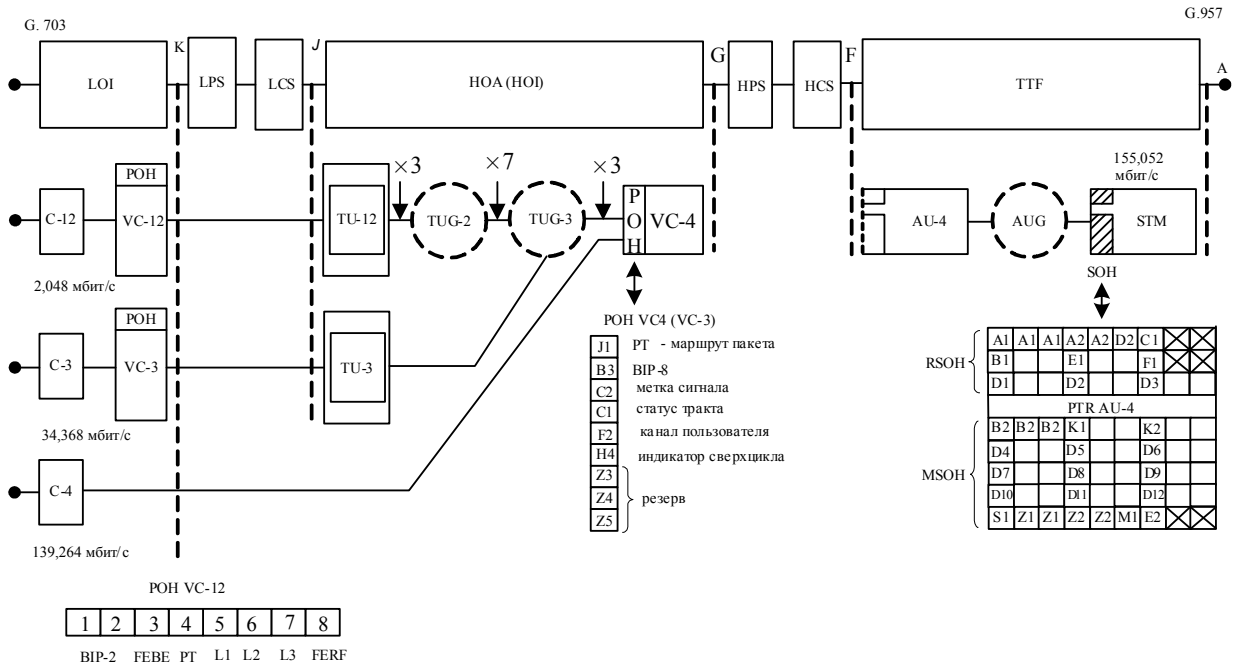 G. 703
G.957
K
J
G
F
A
LOI
LPS
LCS
HOA (HOI)
HPS
HCS
TTF
×3
×7
×3
155,052
мбит/с
POH
C-12
VC-12
TU-12
TUG-2
TUG-3
P
O
H
VC-4
AU-4
AUG
STM
2,048 мбит/с
SOH
POH
C-3
VC-3
TU-3
34,368 мбит/с
C-4
139,264 мбит/с
POH VC4 (VC-3)
J1 PT - маршрут пакета
B3 BIP-8
C2 метка сигнала
C1 статус тракта
F2 канал пользователя
H4 индикатор сверхцикла
Z3
Z4 резерв
Z5
RSOH
A1 A1 A1 A2 A2 D2 C1
B1 E1 F1
D1 D2 D3
PTR AU-4
MSOH
B2 B2 B2 K1 K2
D4 D5 D6
D7 D8 D9
D10 D11 D12
S1 Z1 Z1 Z2 Z2 M1 E2
POH VC-12
1 2 3 4 5 6 7 8
BIP-2 FEBE PT L1 L2 L3 FERF